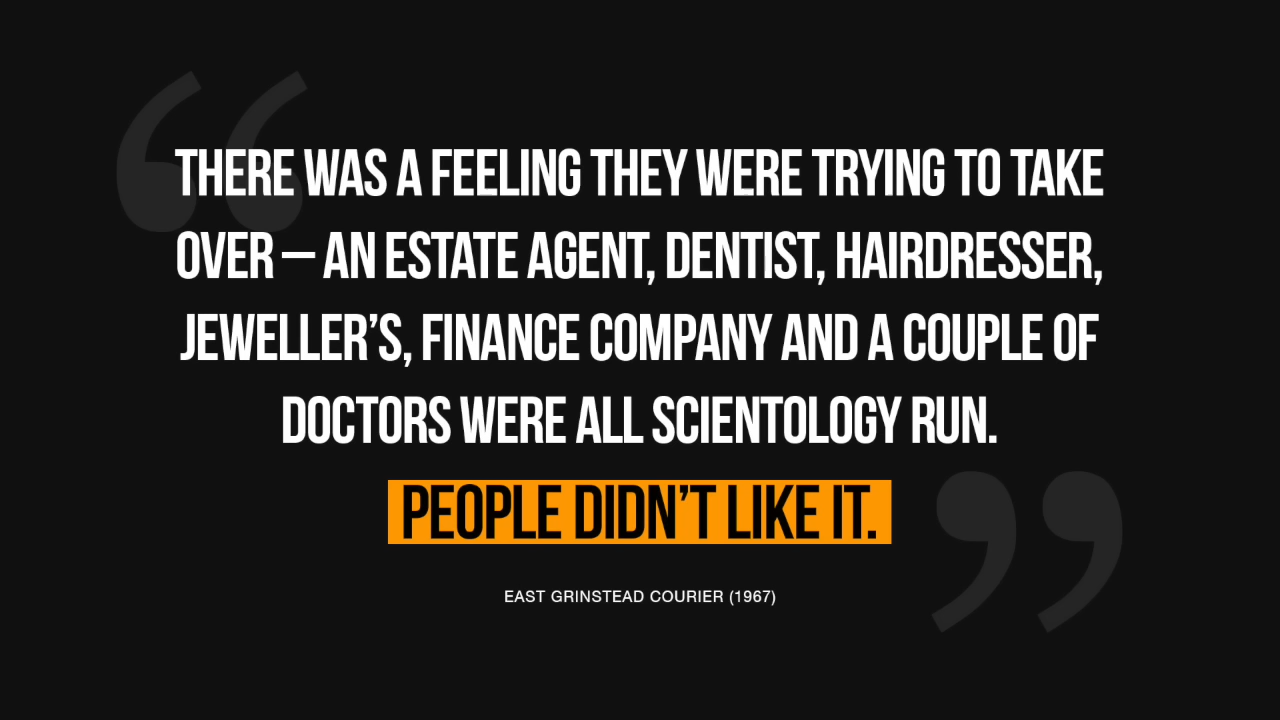 THERE WAS A FEELING THEY WERE TRYING TO TAKE
OVER – AN ESTATE AGENT, DENTIST, HAIRDRESSER,
JEWELLER’S, FINANCE COMPANY AND A COUPLE OF
DOCTORS WERE ALL SCIENTOLOGY RUN.
PEOPLE DIDN’T LIKE IT.
EAST GRINSTEAD COURIER (1967)